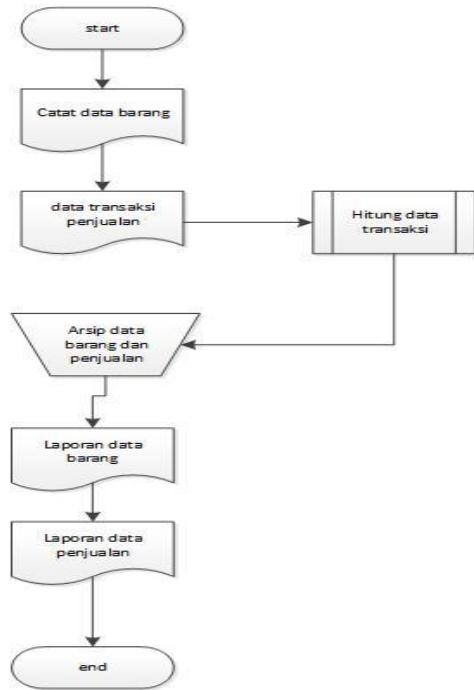 start
Catat data barang
data transaksi
penjualan
Hitung data
transaksi
Arsip data
barang dan
penjualan
Laporan data
barang
Laporan data
penjualan
end